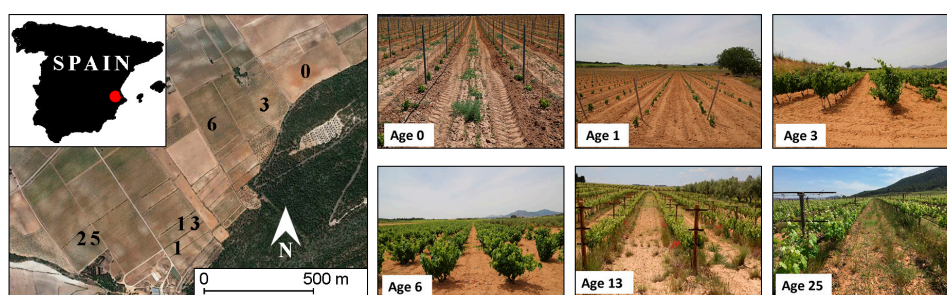 SPAIN
0
3
6
13
25
1
N
0 500 m
Age 0
Age 1
Age 3
Age 6
Age 13
Age 25